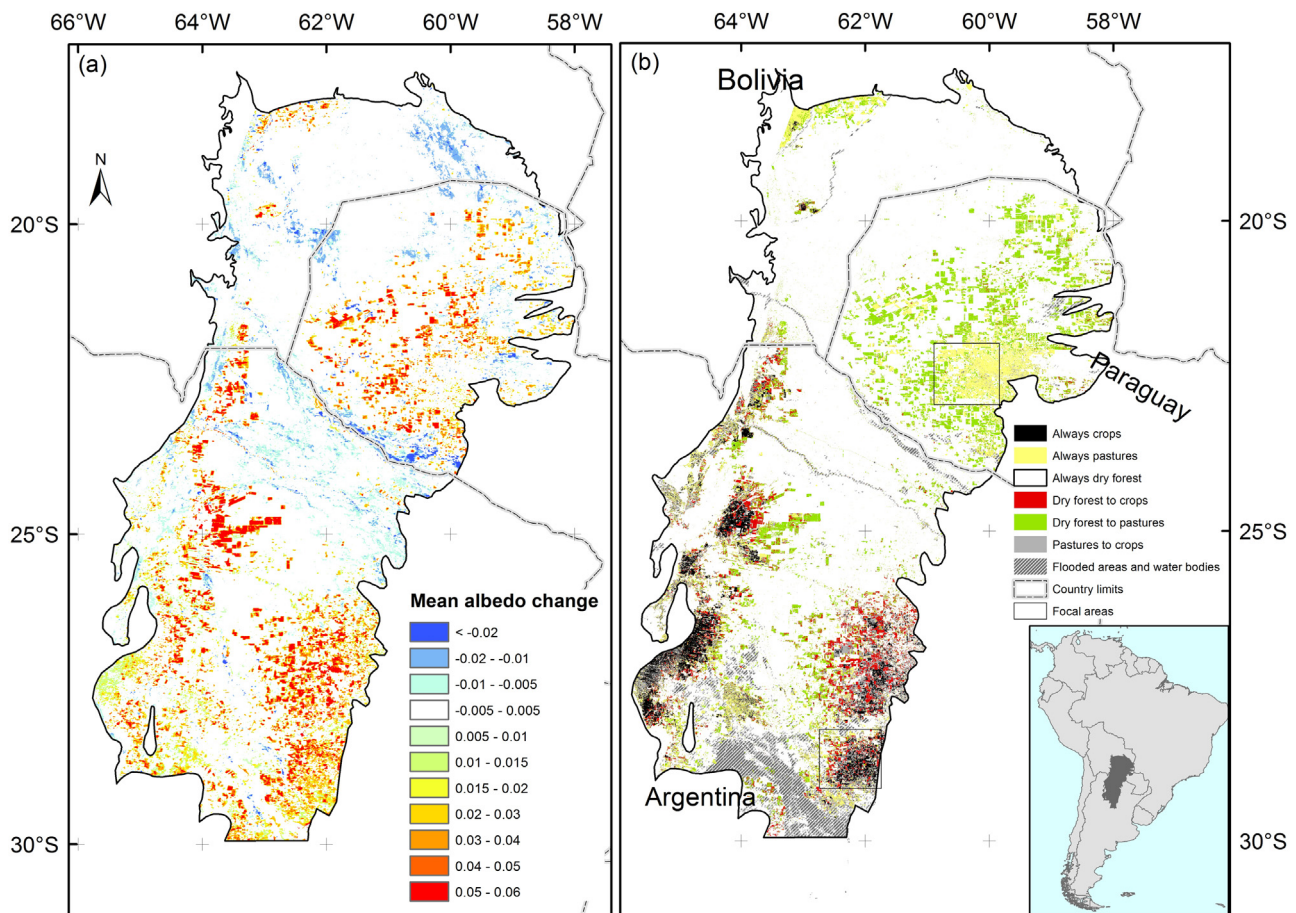 66°W 64°W 62°W 60°W 58°W
64°W 62°W 60°W 58°W
(a)
N
20°S
25°S
30°S
Mean albedo change
< -0.02
-0.02 - -0.01
-0.01 - -0.005
-0.005 - 0.005
0.005 - 0.01
0.01 - 0.015
0.015 - 0.02
0.02 - 0.03
0.03 - 0.04
0.04 - 0.05
0.05 - 0.06
(b)
Bolivia
Paraguay
Argentina
20°S
25°S
30°S
Always crops
Always pastures
Always dry forest
Dry forest to crops
Dry forest to pastures
Pastures to crops
Flooded areas and water bodies
Country limits
Focal areas